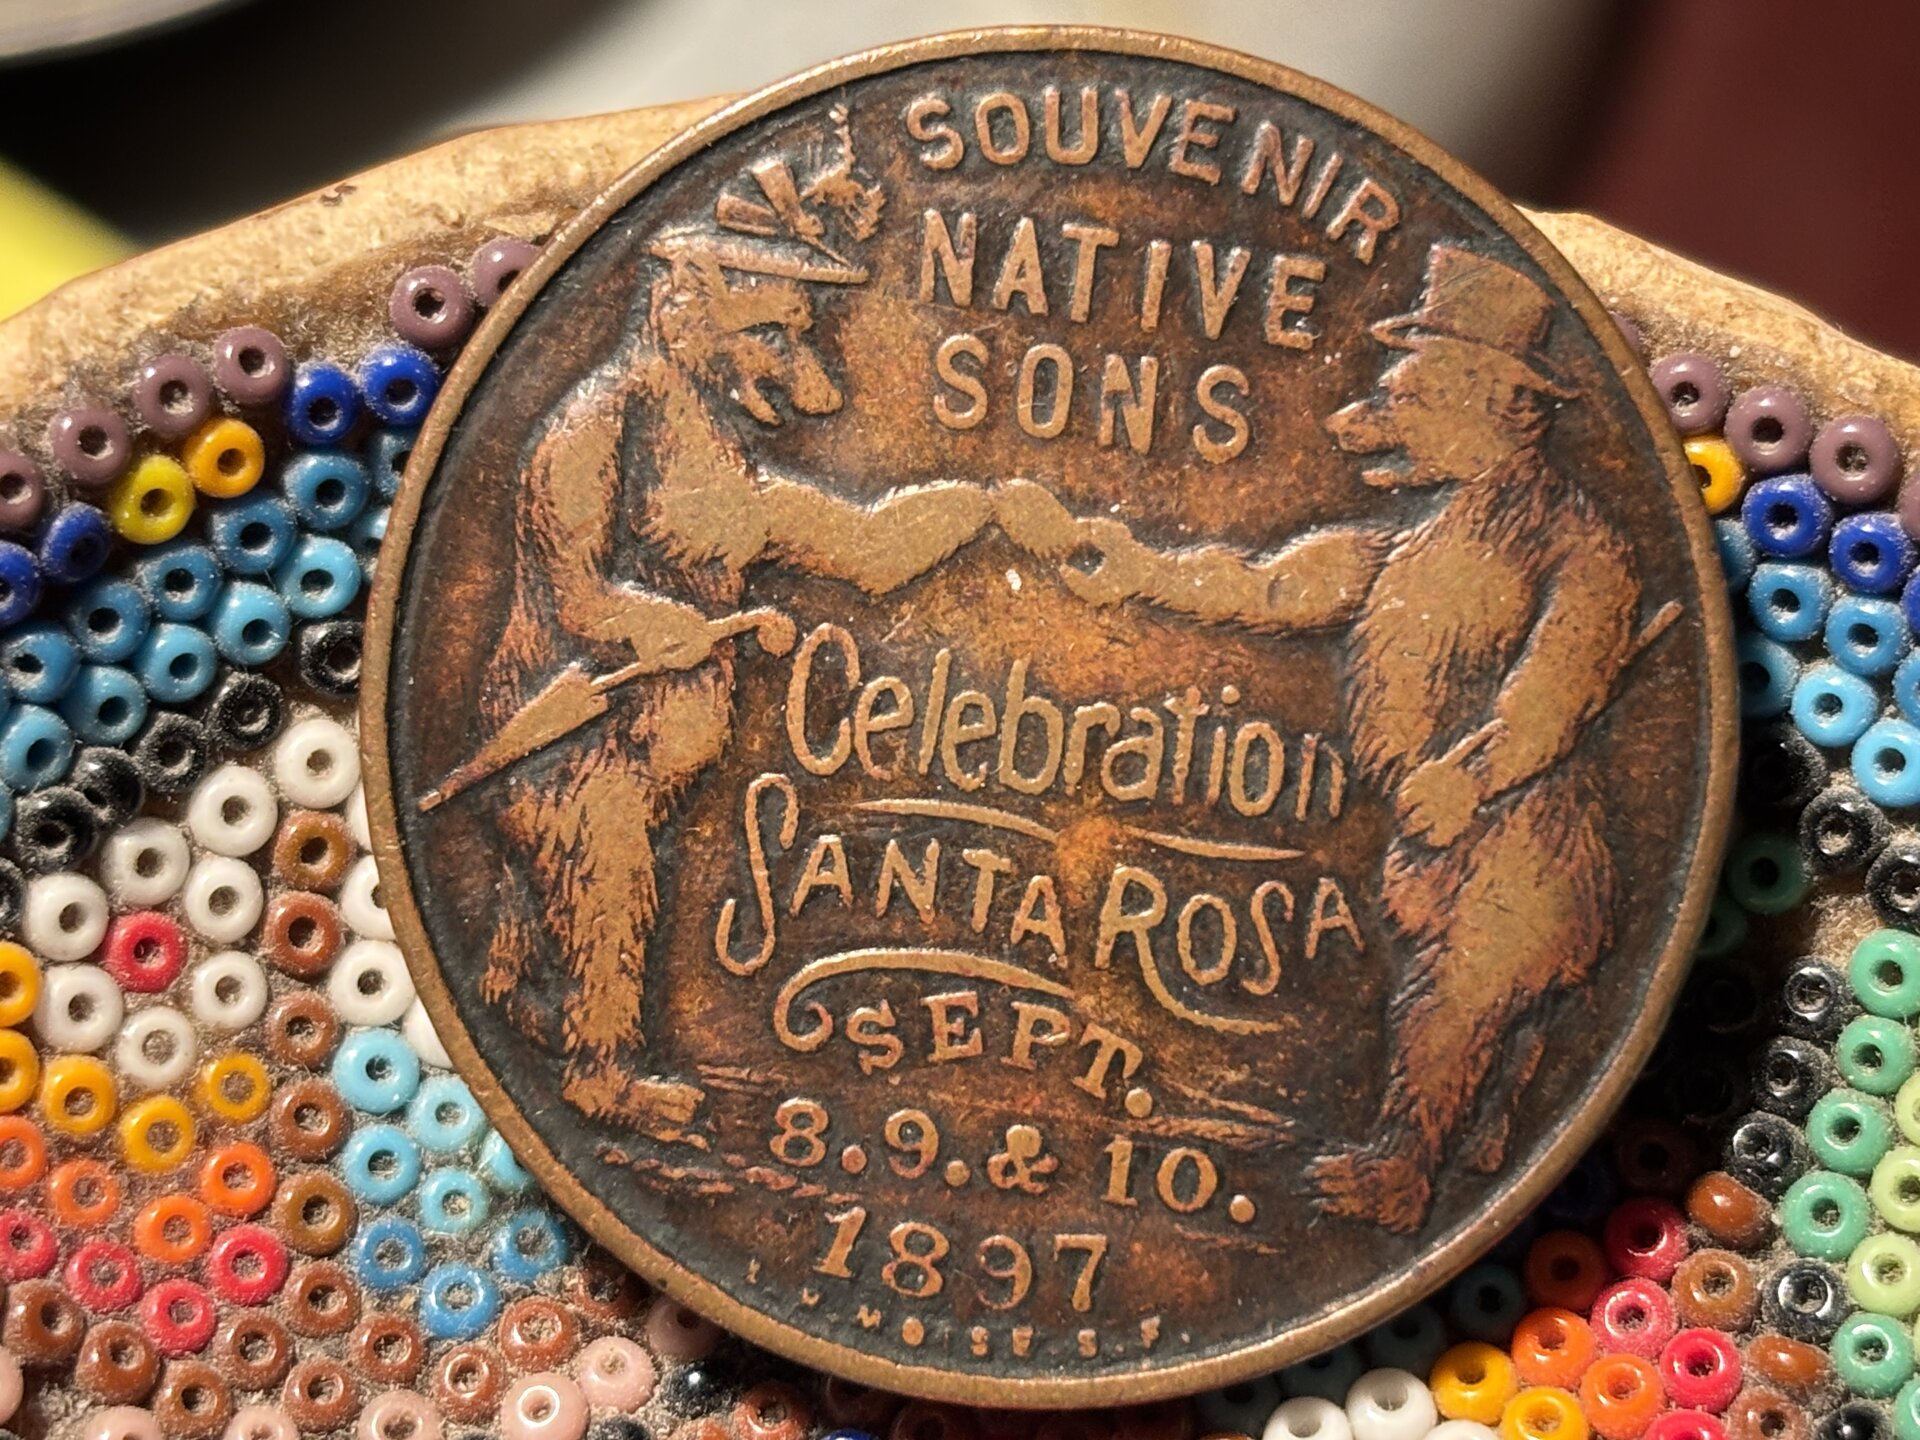 SOUVENIR
NATIVE
SONS
Celebration
SANTA ROSA
SEPT.
8.9.& 10.
1897
S.F.